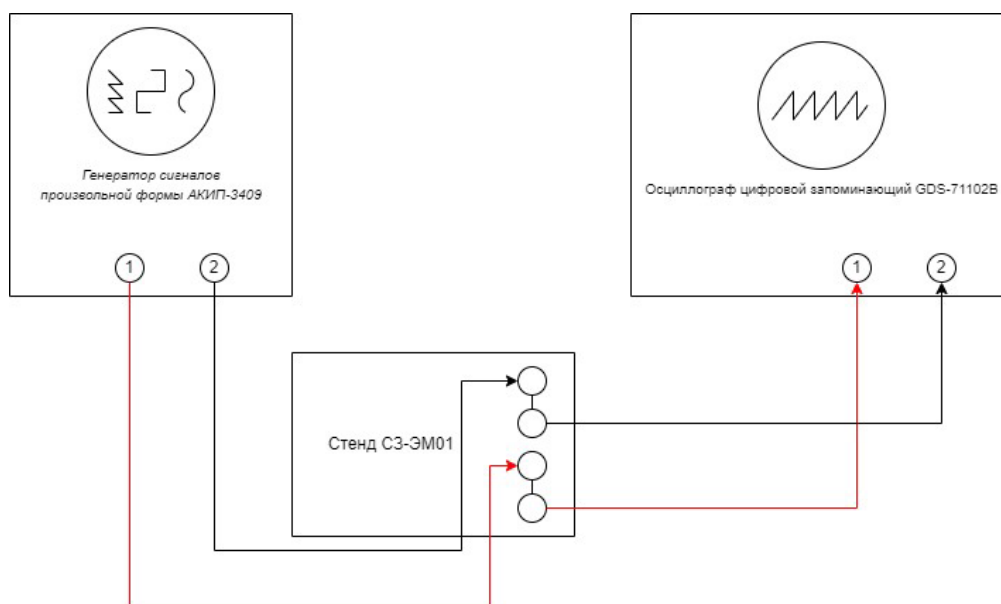 Генератор сигналов
произвольной формы АКИП-3409
Осциллограф цифровой запоминающий GDS-71102B
1
2
1
2
Стенд СЗ-ЭМ01